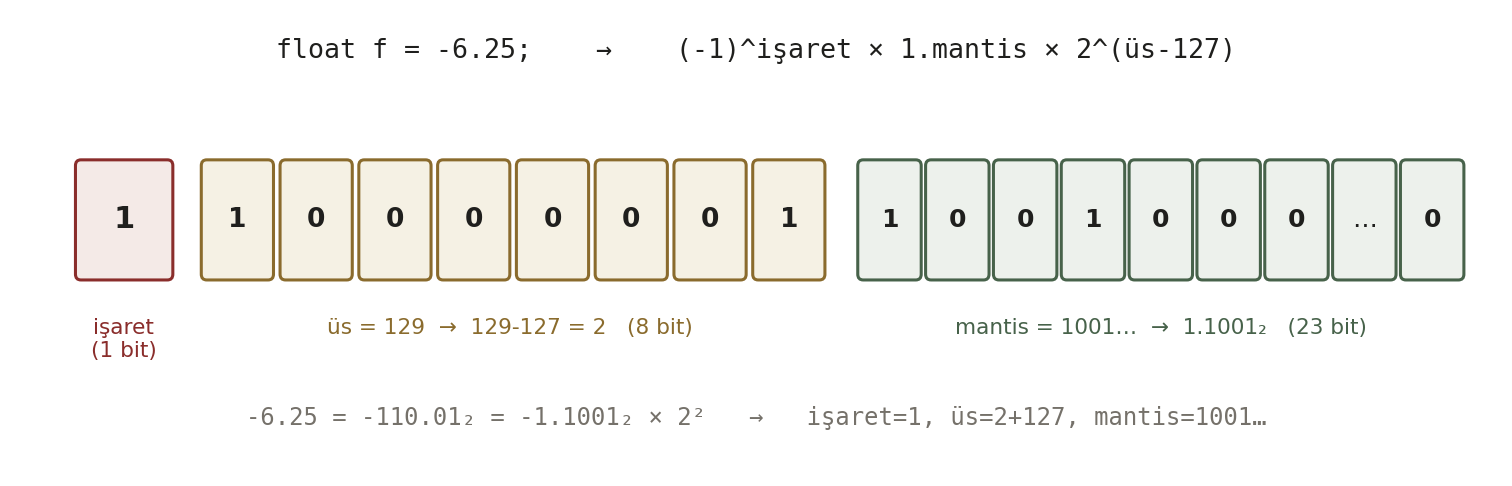 float f = -6.25;    →    (-1)^işaret × 1.mantis × 2^(üs-127)
1 1 0 0 0 0 0 0 1 1 0 0 1 0 0 0 ... 0
işaret
(1 bit)
üs = 129 → 129-127 = 2 (8 bit)
mantis = 1001... → 1.1001₂ (23 bit)
-6.25 = -110.01₂ = -1.1001₂ × 2² → işaret=1, üs=2+127, mantis=1001…